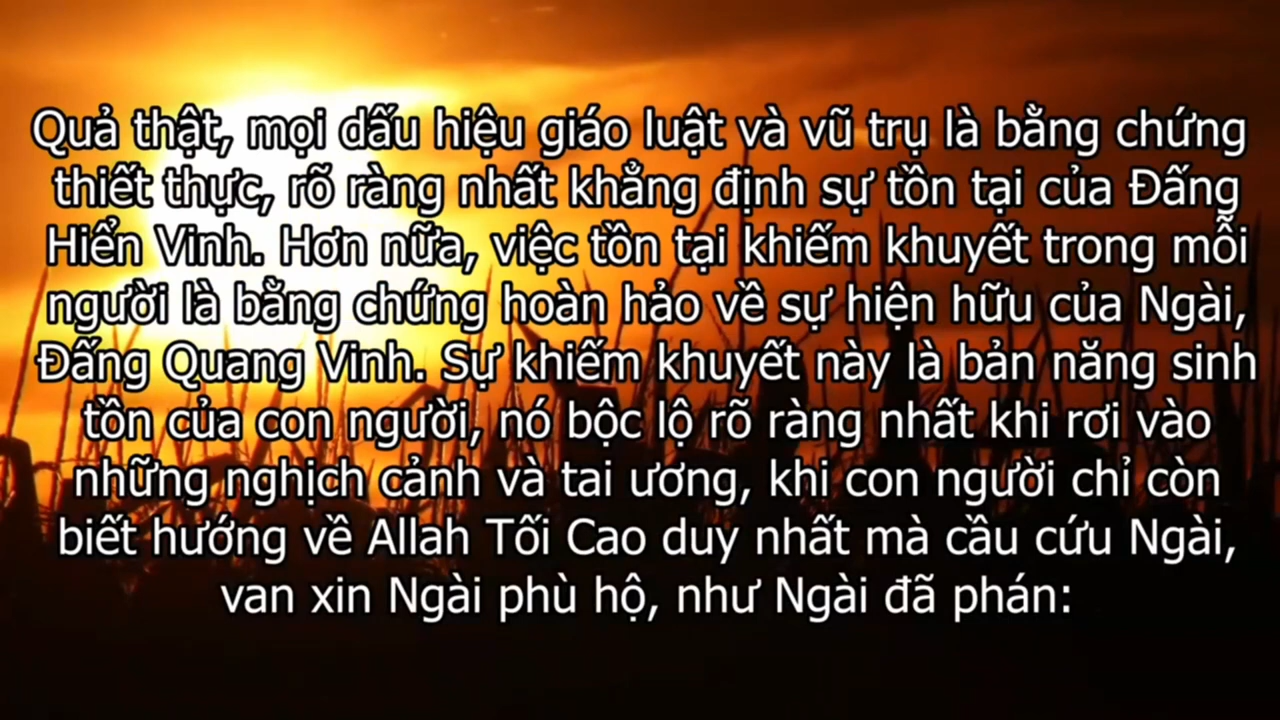 Quả thật, mọi dấu hiệu giáo luật và vũ trụ là bằng chứng
thiết thực, rõ ràng nhất khẳng định sự tồn tại của Đấng
Hiển Vinh. Hơn nữa, việc tồn tại khiếm khuyết trong mỗi
người là bằng chứng hoàn hảo về sự hiện hữu của Ngài,
Đấng Quang Vinh. Sự khiếm khuyết này là bản năng sinh
tồn của con người, nó bộc lộ rõ ràng nhất khi rơi vào
những nghịch cảnh và tai ương, khi con người chỉ còn
biết hướng về Allah Tối Cao duy nhất mà cầu cứu Ngài,
van xin Ngài phù hộ, như Ngài đã phán: